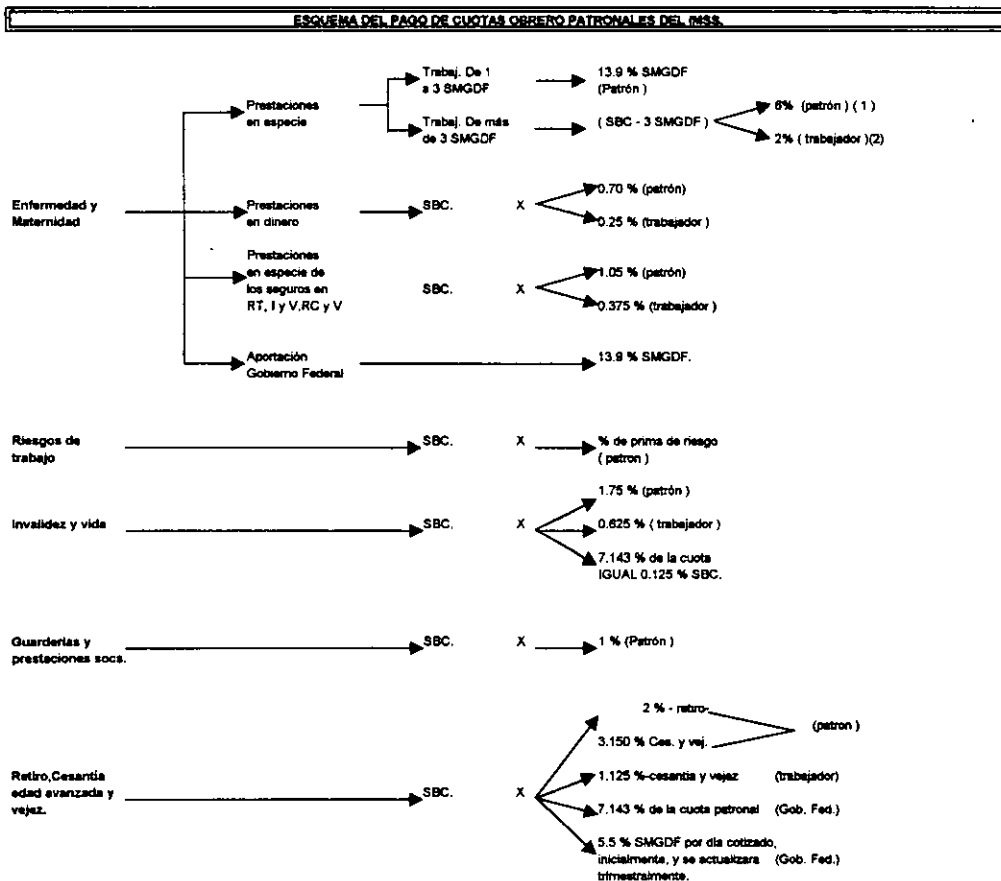 ESQUEMA DEL PAGO DE CUOTAS OBRERO PATRONALES DEL IMSS.
Trabaj. De 1
a 3 SMGDF
13.9 % SMGDF
(Patrón )
Prestaciones
en especie
Trabaj. De más
de 3 SMGDF
( SBC - 3 SMGDF )
6% (patrón ) ( 1 )
2% ( trabajador )(2)
Enfermedad y
Maternidad
Prestaciones
en dinero
SBC.
X
0.70 % (patrón)
0.25 % (trabajador )
Prestaciones
en especie de
los seguros en
RT, I y V,RC y V
SBC.
X
1.05 % (patrón)
0.375 % (trabajador )
Aportación
Gobierno Federal
13.9 % SMGDF.
Riesgos de
trabajo
SBC.
X
% de prima de riesgo
( patron )
Invalidez y vida
SBC.
X
1.75 % (patrón )
0.625 % ( trabajador )
7.143 % de la cuota
IGUAL 0.125 % SBC.
Guarderias y
prestaciones socs.
SBC.
X
1 % (Patrón )
Retiro,Cesantía
edad avanzada y
vejez.
SBC.
X
2 % - retiro-
3.150 % Ces. y vej.
(patron )
1.125 %-cesantia y vejez (trabajador)
7.143 % de la cuota patronal (Gob. Fed.)
5.5 % SMGDF por día cotizado,
inicialmente, y se actualizara (Gob. Fed.)
trimestralmente.